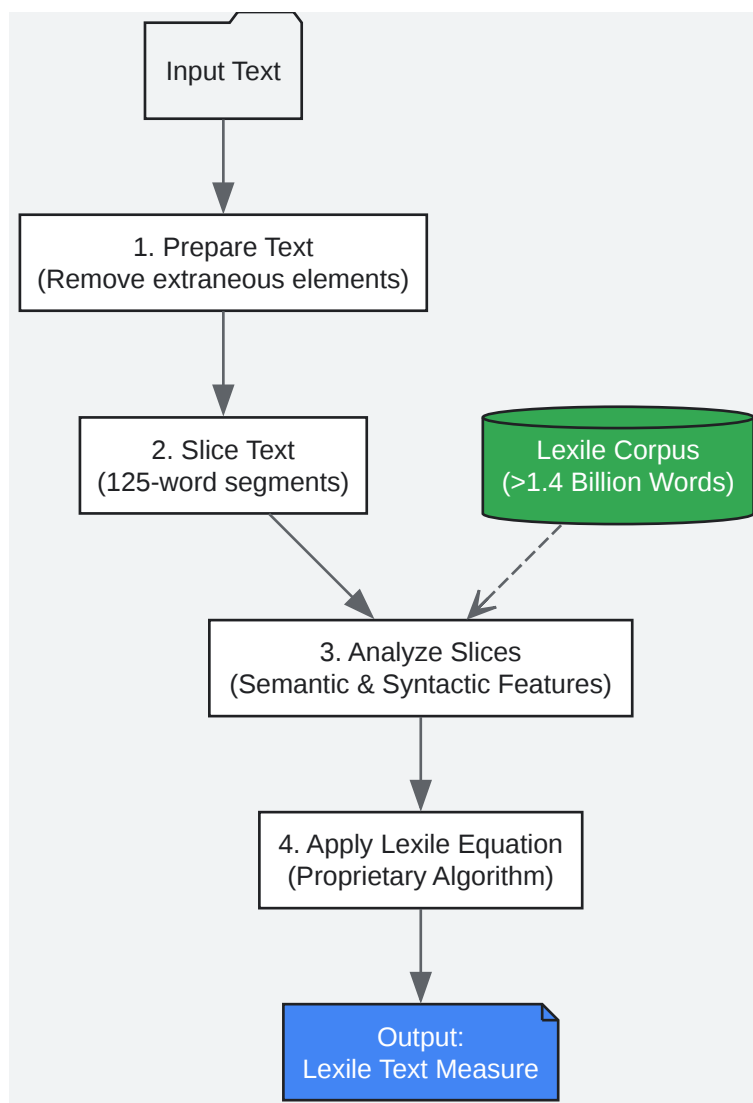 Input Text
1. Prepare Text
(Remove extraneous elements)
2. Slice Text
(125-word segments)
Lexile Corpus
(>1.4 Billion Words)
3. Analyze Slices
(Semantic & Syntactic Features)
4. Apply Lexile Equation
(Proprietary Algorithm)
Output:
Lexile Text Measure